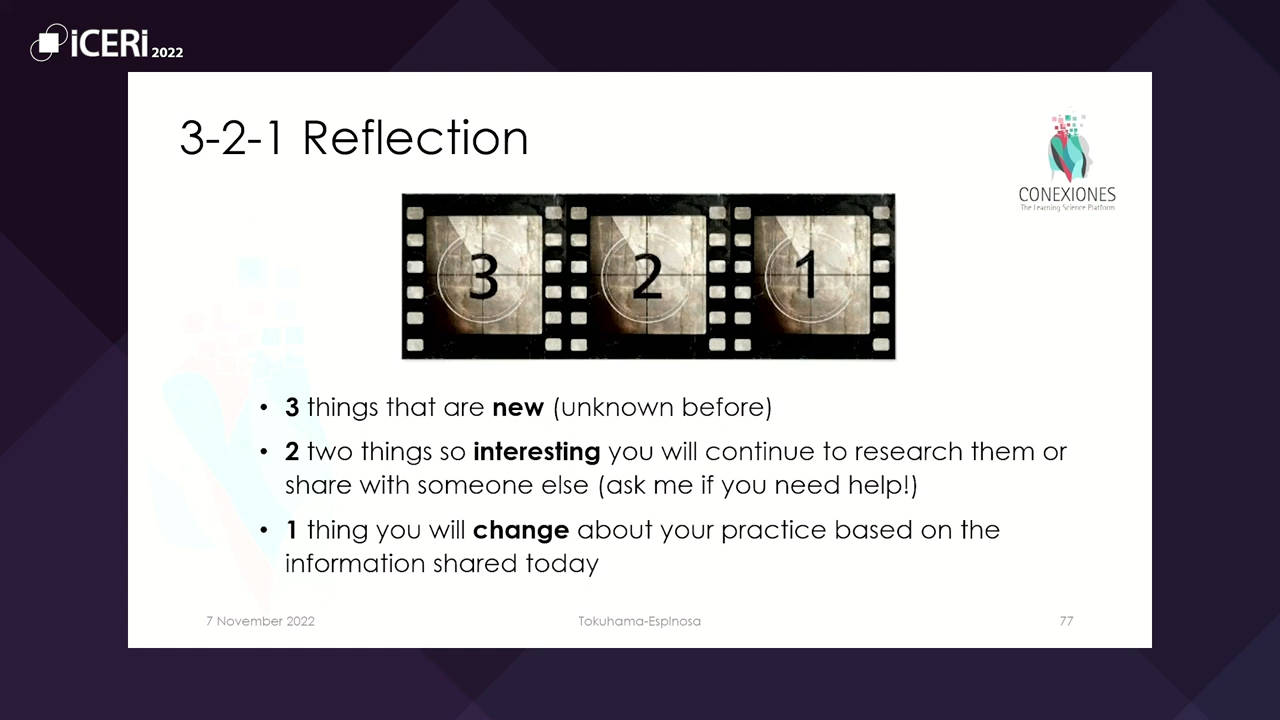 iCERi 2022
3-2-1 Reflection
CONEXIONES
The Learning Science Platform
3 2 1
• 3 things that are new (unknown before)
• 2 two things so interesting you will continue to research them or
share with someone else (ask me if you need help!)
• 1 thing you will change about your practice based on the
information shared today
7 November 2022 Tokuhama-Espinosa 77